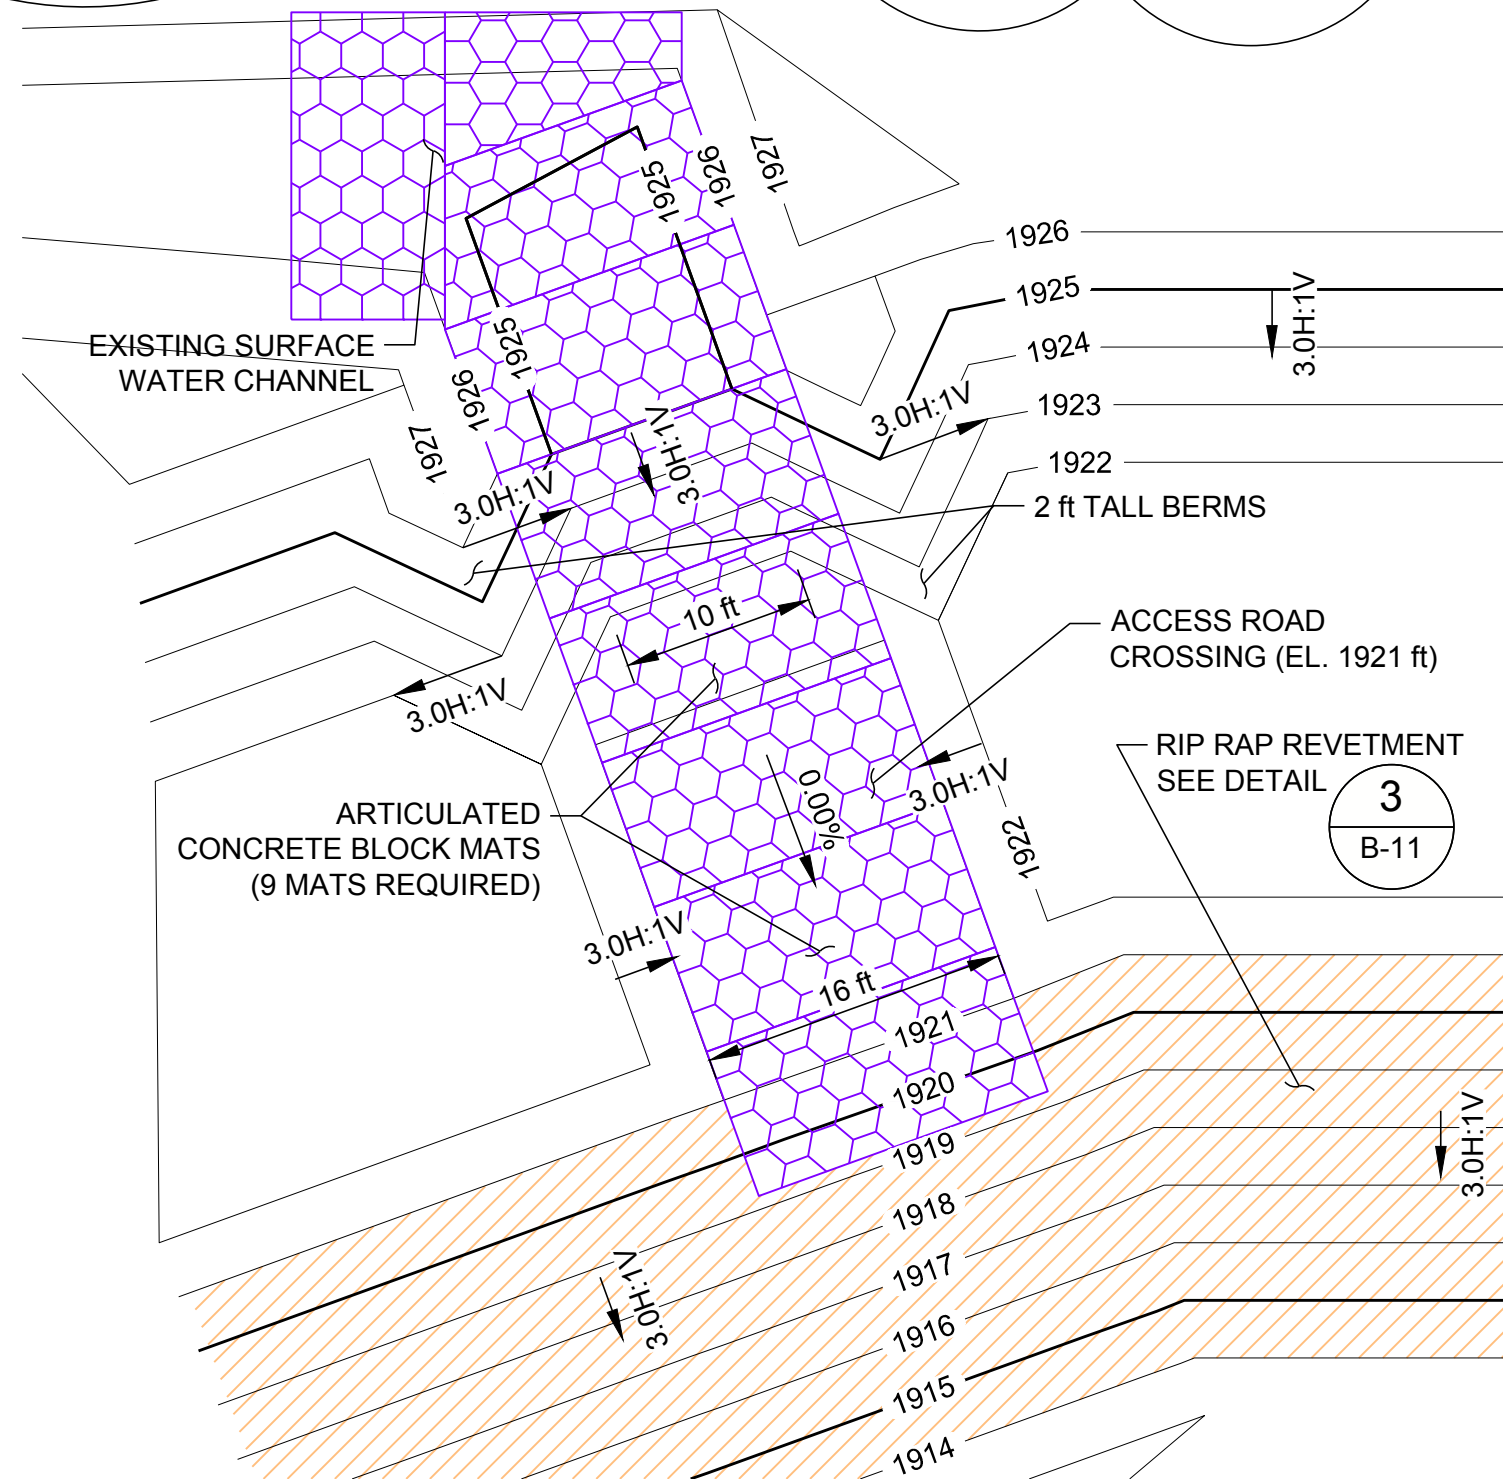 1927
1926
1925
1926
1925
1924
1923
1922
3.0H:1V
EXISTING SURFACE
WATER CHANNEL
1925
1926
1927
3.0H:1V
3.0H:1V
3.0H:1V
2 ft TALL BERMS
10 ft
ACCESS ROAD
CROSSING (EL. 1921 ft)
3.0H:1V
RIP RAP REVETMENT
SEE DETAIL
3
B-11
0.00%
3.0H:1V
ARTICULATED
CONCRETE BLOCK MATS
(9 MATS REQUIRED)
1922
3.0H:1V
16 ft
1921
1920
1919
1918
1917
1916
1915
1914
3.0H:1V
3.0H:1V